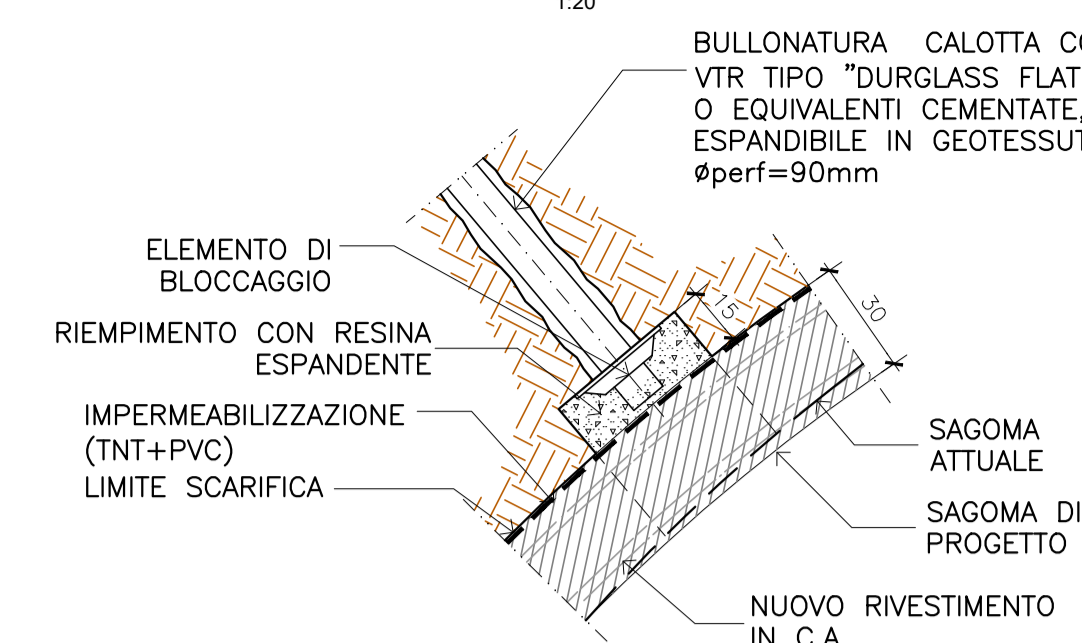 1:20
BULLONATURA CALOTTA CO
VTR TIPO "DURGLASS FLAT
O EQUIVALENTI CEMENTATE,
ESPANDIBILE IN GEOTESSUT
Øperf=90mm
ELEMENTO DI
BLOCCAGGIO
RIEMPIMENTO CON RESINA
ESPANDENTE
IMPERMEABILIZZAZIONE
(TNT+PVC)
LIMITE SCARIFICA
15
30
SAGOMA
ATTUALE
SAGOMA DI
PROGETTO
NUOVO RIVESTIMENTO
IN C.A.